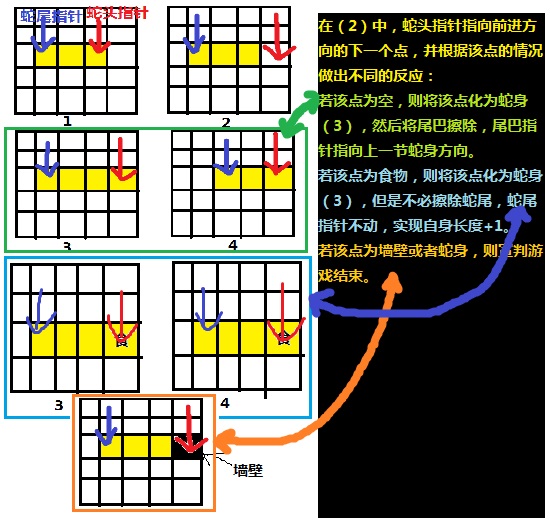 蛇尾指针 蛇头指针
1
2
3
4
食
食
3
4
墙壁
在（2）中，蛇头指针指向前进方
向的下一个点，并根据该点的情况
做出不同的反应：
若该点为空，则将该点化为蛇身
（3），然后将尾巴擦除，尾巴指
针指向上一节蛇身方向。
若该点为食物，则将该点化为蛇身
（3），但是不必擦除蛇尾，蛇尾
指针不动，实现自身长度+1。
若该点为墙壁或者蛇身，则宣判游
戏结束。